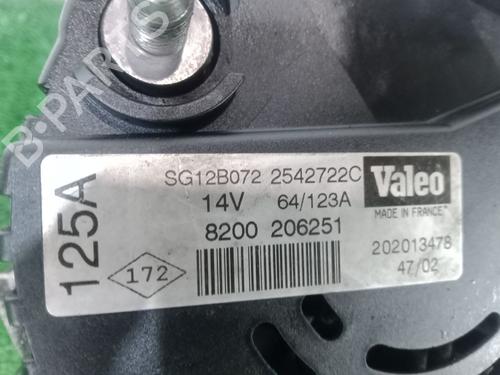 B-PARTS
125A
SG12B072 2542722C
14V 64/123A
8200 206251
172
Valeo
MADE IN FRANCE
202013478
47/02